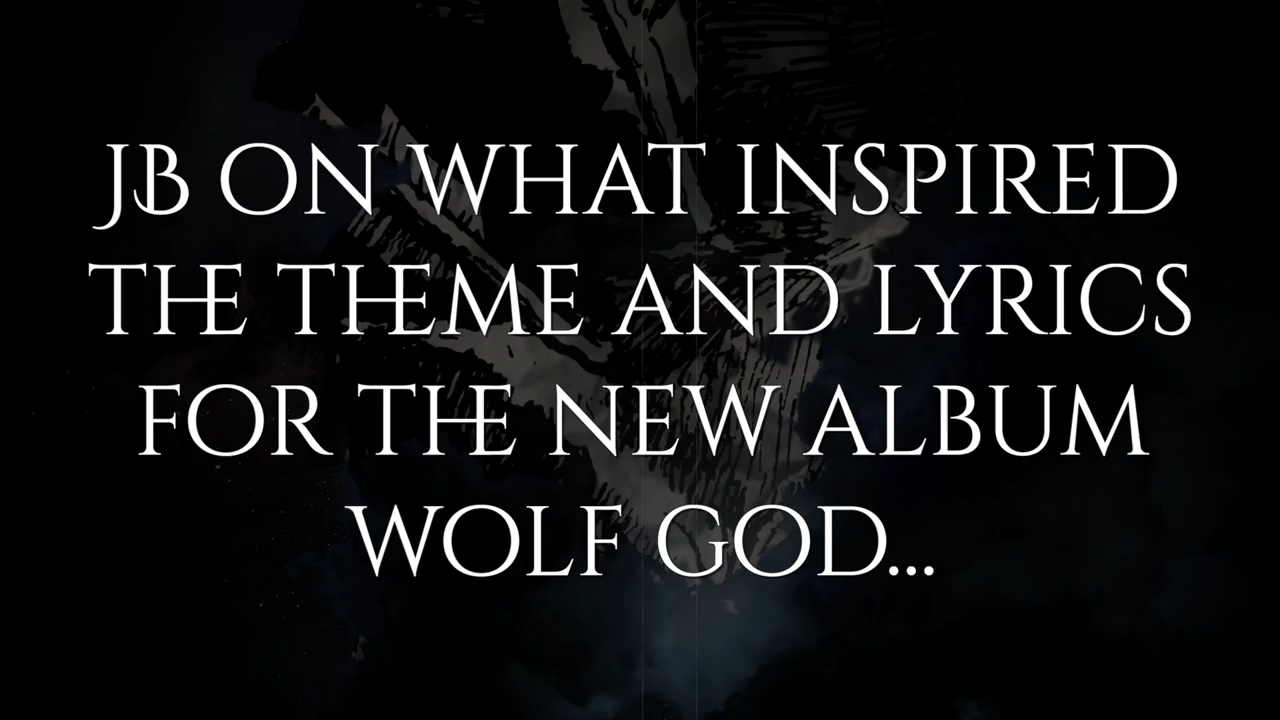 JB ON WHAT INSPIRED
THE THEME AND LYRICS
FOR THE NEW ALBUM
WOLF GOD...